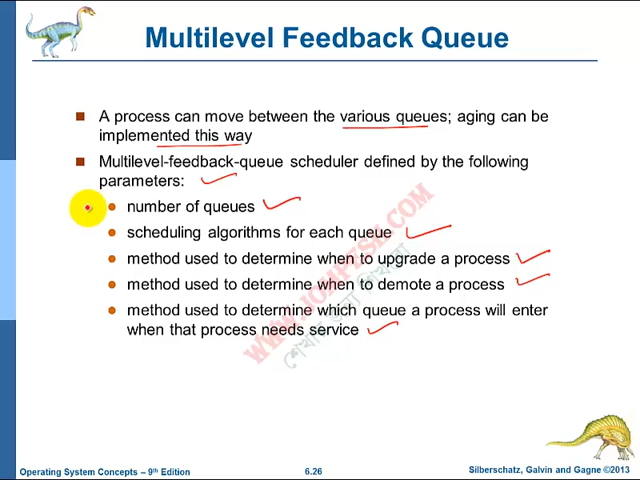 Multilevel Feedback Queue
A process can move between the various queues; aging can be
implemented this way
Multilevel-feedback-queue scheduler defined by the following
parameters:
number of queues
scheduling algorithms for each queue
method used to determine when to upgrade a process
method used to determine when to demote a process
method used to determine which queue a process will enter
when that process needs service
Operating System Concepts – 9th Edition
6.26
Silberschatz, Galvin and Gagne ©2013